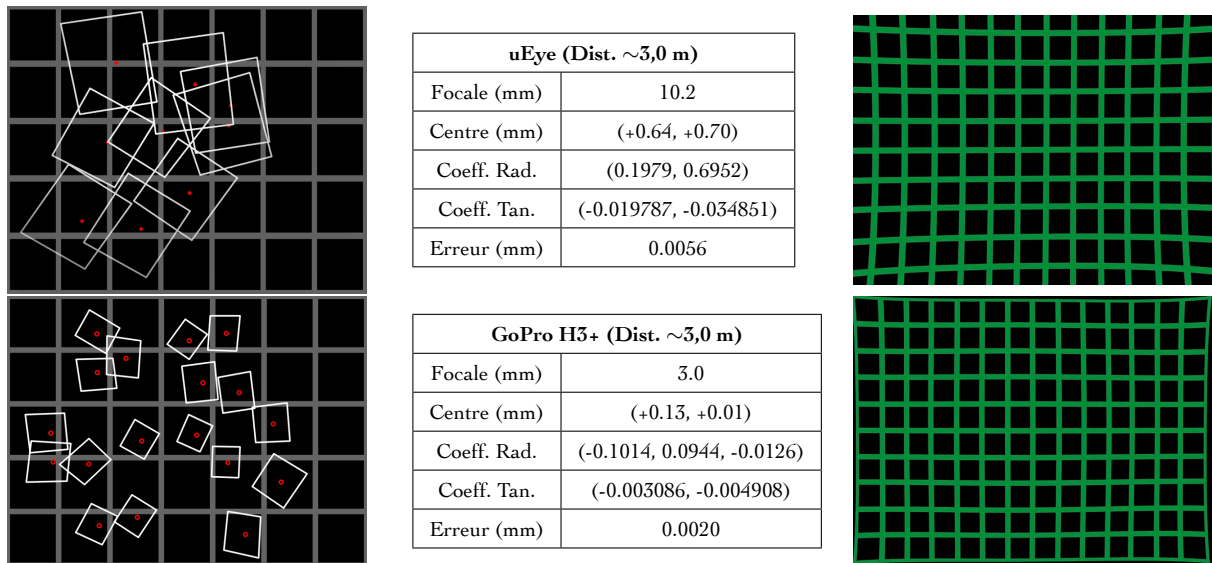 uEye (Dist. ∼3,0 m)
Focale (mm) 10.2
Centre (mm) (+0.64, +0.70)
Coeff. Rad. (0.1979, 0.6952)
Coeff. Tan. (-0.019787, -0.034851)
Erreur (mm) 0.0056
GoPro H3+ (Dist. ∼3,0 m)
Focale (mm) 3.0
Centre (mm) (+0.13, +0.01)
Coeff. Rad. (-0.1014, 0.0944, -0.0126)
Coeff. Tan. (-0.003086, -0.004908)
Erreur (mm) 0.0020